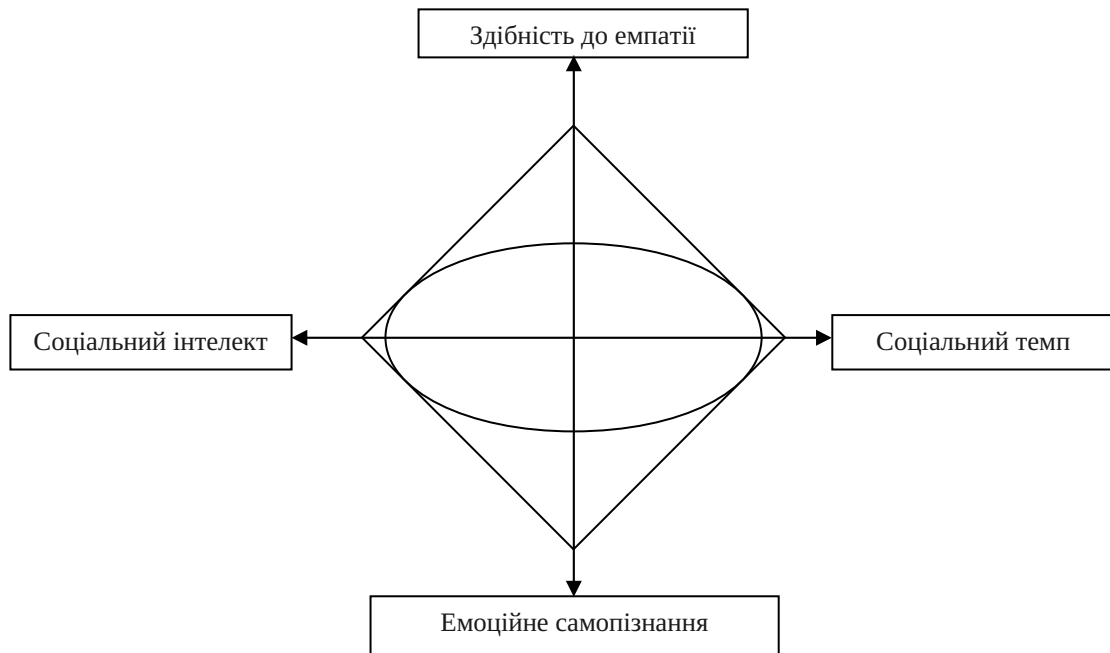 Здібність до емпатії
Соціальний інтелект
Соціальний темп
Емоційне самопізнання